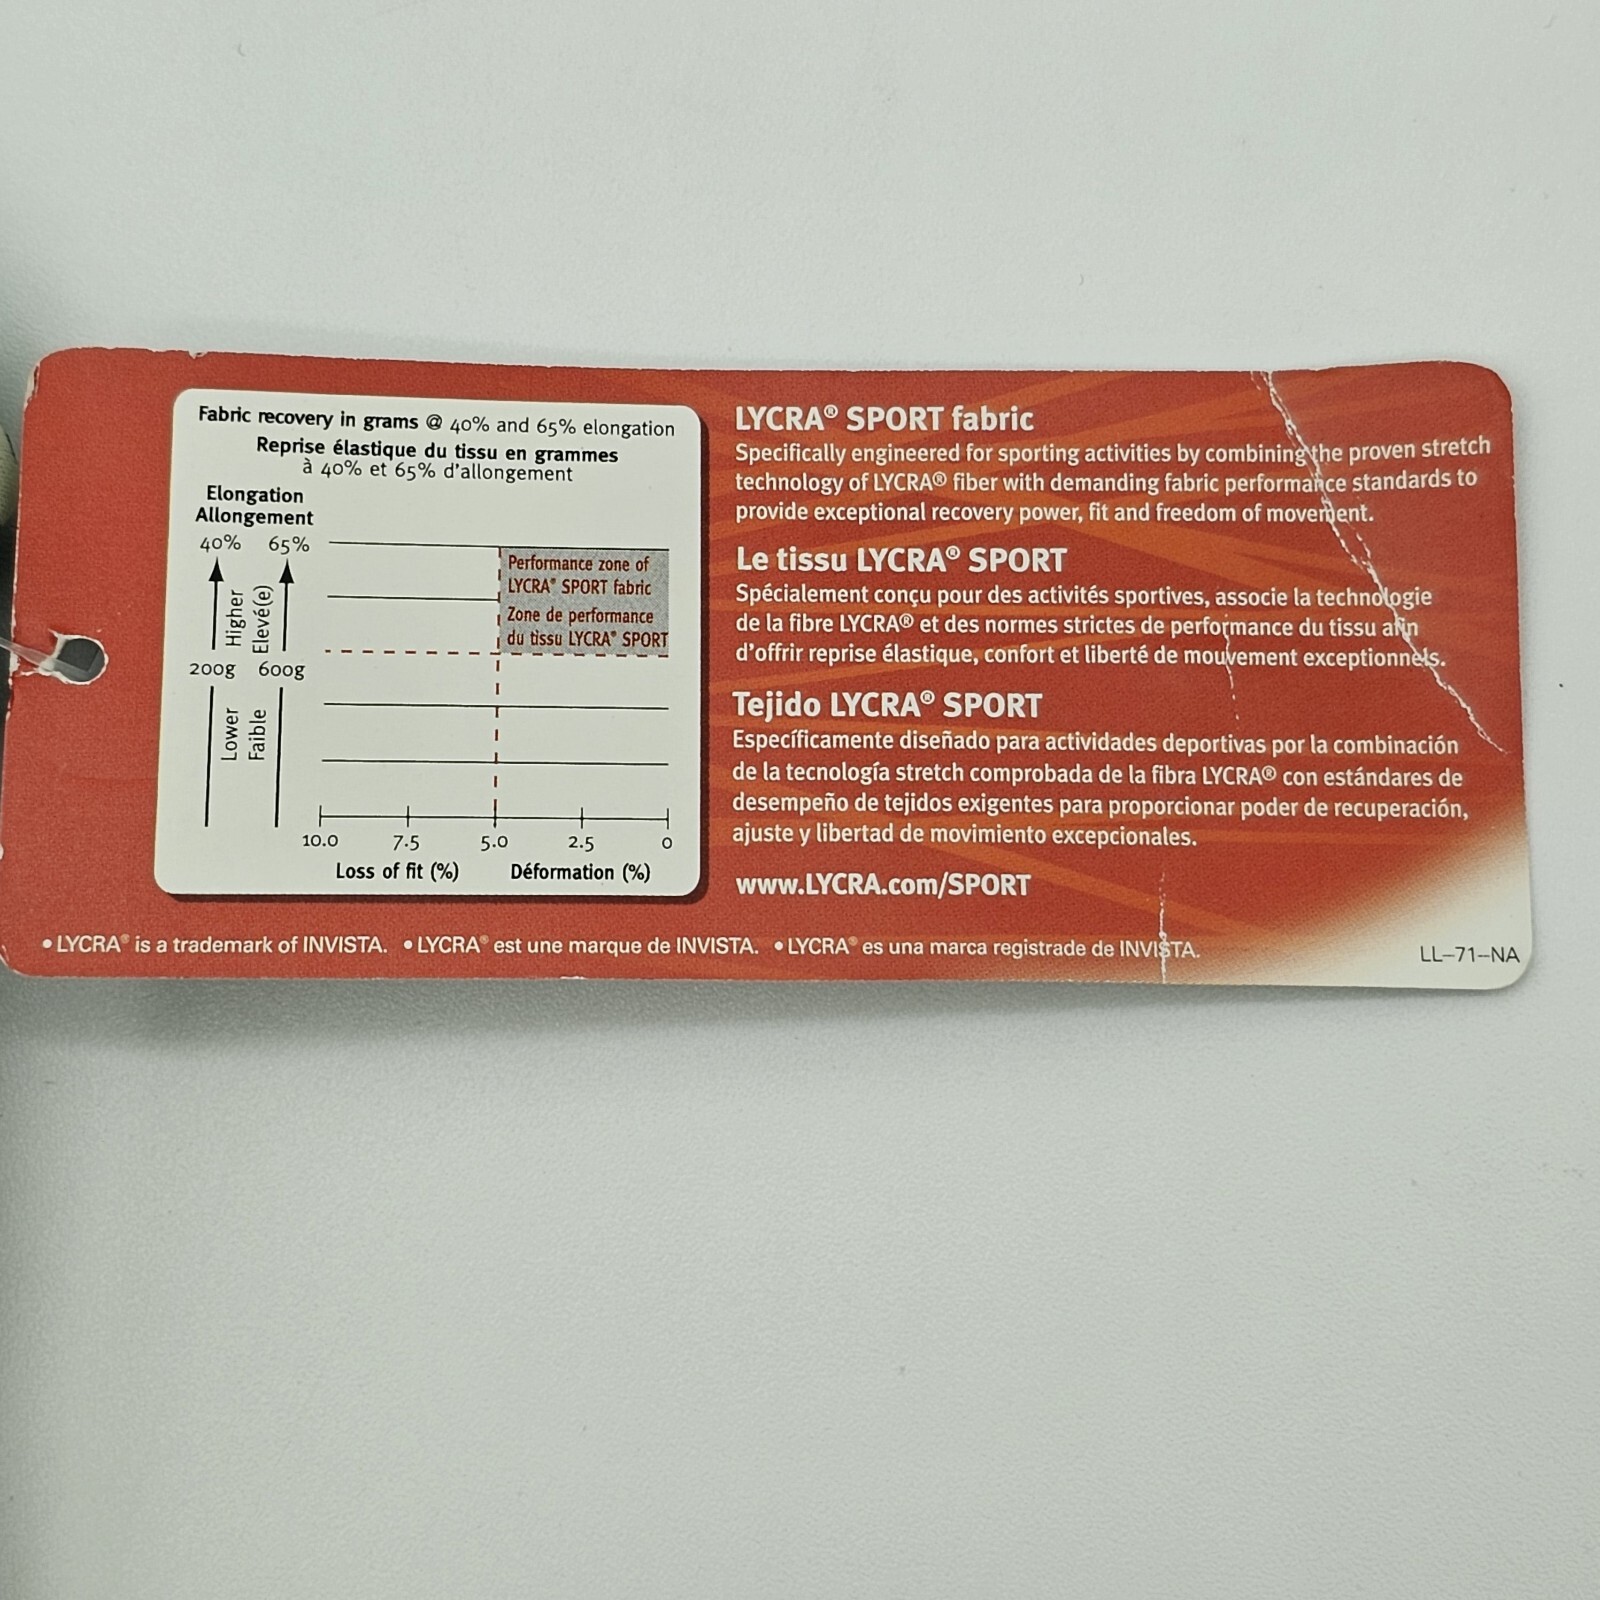 Fabric recovery in grams @ 40% and 65% elongation
Reprise élastique du tissu en grammes
à 40% et 65% d'allongement
Elongation
Allongement
40% 65%
Higher
Elevé(e)
200g 600g
Lower
Faible
Performance zone of
LYCRA® SPORT fabric
Zone de performance
du tissu LYCRA® SPORT
10.0 7.5 5.0 2.5 0
Loss of fit (%) Déformation (%)
LYCRA® SPORT fabric
Specifically engineered for sporting activities by combining the proven stretch
technology of LYCRA® fiber with demanding fabric performance standards to
provide exceptional recovery power, fit and freedom of movement.
Le tissu LYCRA® SPORT
Spécialement conçu pour des activités sportives, associe la technologie
de la fibre LYCRA® et des normes strictes de performance du tissu afin
d'offrir reprise élastique, confort et liberté de mouvement exceptionnels.
Tejido LYCRA® SPORT
Específicamente diseñado para actividades deportivas por la combinación
de la tecnología stretch comprobada de la fibra LYCRA® con estándares de
desempeño de tejidos exigentes para proporcionar poder de recuperación,
ajuste y libertad de movimiento excepcionales.
www.LYCRA.com/SPORT
• LYCRA® is a trademark of INVISTA. • LYCRA® est une marque de INVISTA. • LYCRA® es una marca registrade de INVISTA.
LL-71-NA